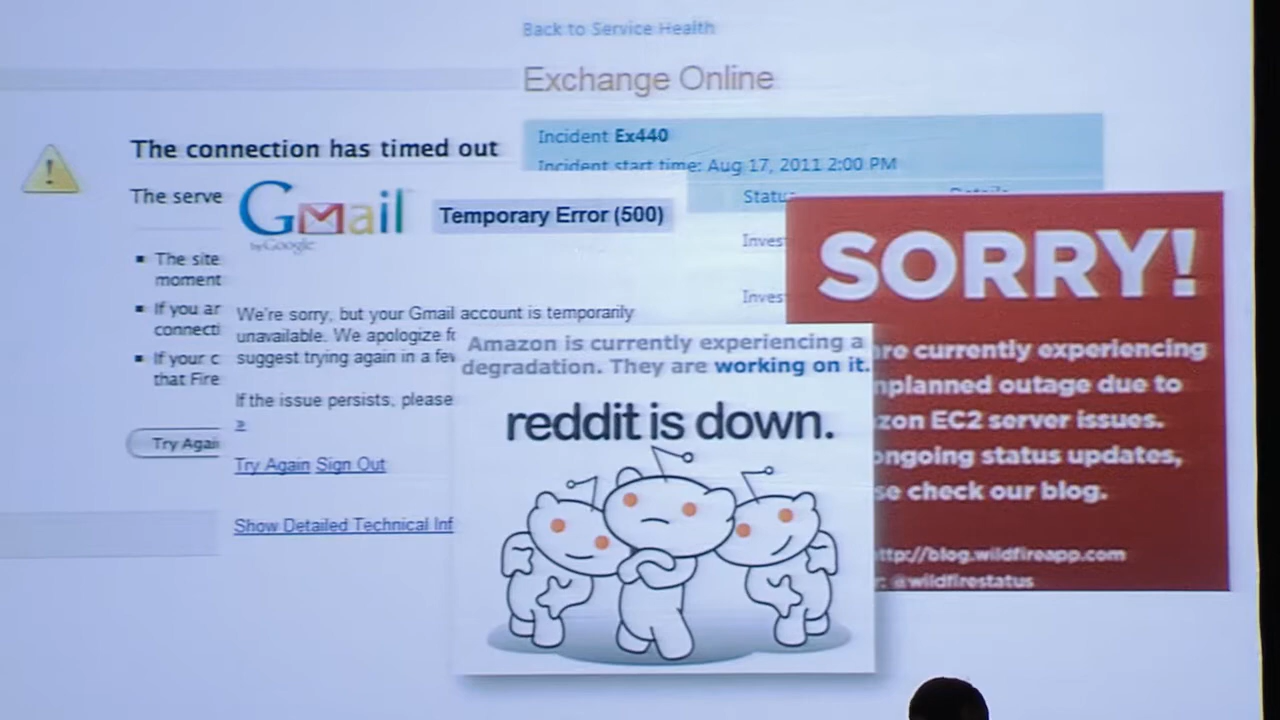 Back to Service Health
Exchange Online
Incident Ex440
Incident start time: Aug 17, 2011 2:00 PM
Status
Details
Inves
Inves
The connection has timed out
The serve
The site
moment
If you ar
connecti
If your c
that Fire
Try Agai
Gmail
by Google
Temporary Error (500)
We're sorry, but your Gmail account is temporarily
unavailable. We apologize fo
suggest trying again in a few
If the issue persists, please
Try Again Sign Out
Show Detailed Technical Inf
Amazon is currently experiencing a
degradation. They are working on it.
reddit is down.
SORRY!
re currently experiencing
nplanned outage due to
zon EC2 server issues.
ongoing status updates,
se check our blog.
ttp://blog.wildfireapp.com
r: @wildfirestatus